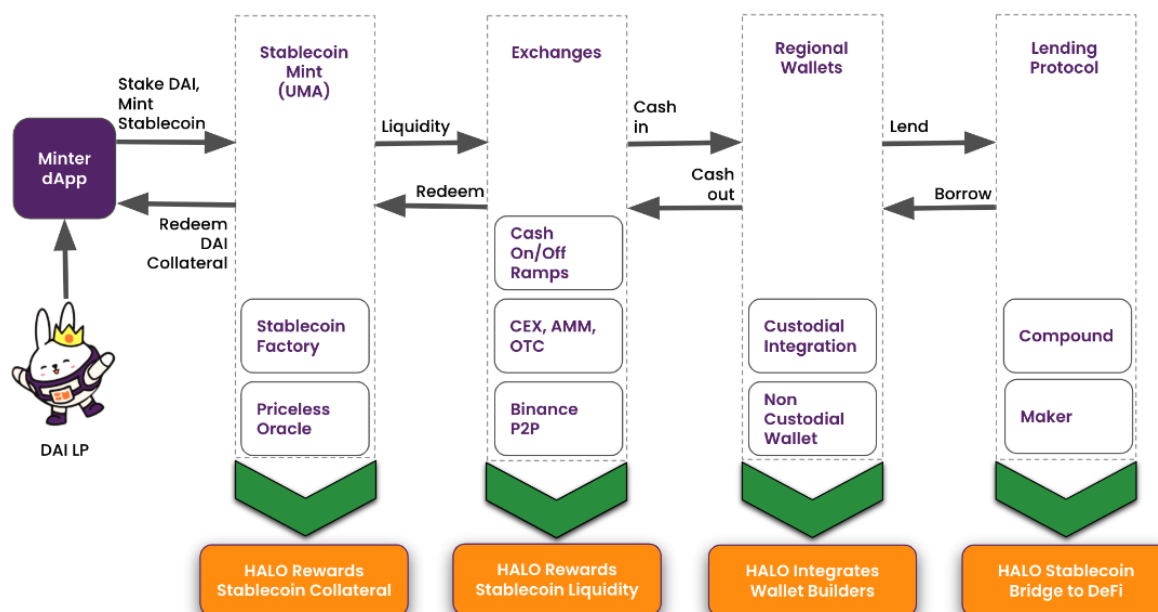 Stablecoin
Mint
(UMA)
Exchanges
Regional
Wallets
Lending
Protocol
Stake DAI,
Mint
Stablecoin
Liquidity
Cash
in
Lend
Minter
dApp
Redeem
DAI
Collateral
Redeem
Cash
out
Borrow
Cash
On/Off
Ramps
Stablecoin
Factory
CEX, AMM,
OTC
Custodial
Integration
Compound
Priceless
Oracle
Binance
P2P
Non
Custodial
Wallet
Maker
DAI LP
HALO Rewards
Stablecoin Collateral
HALO Rewards
Stablecoin Liquidity
HALO Integrates
Wallet Builders
HALO Stablecoin
Bridge to DeFi